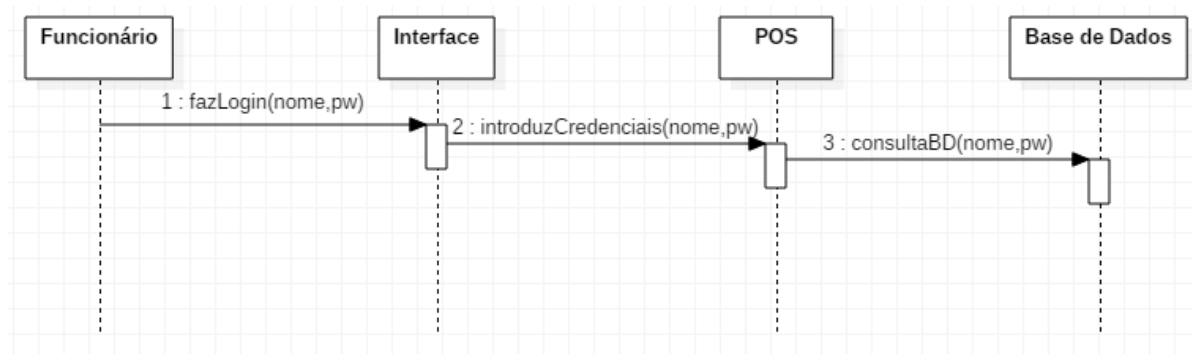 Funcionário
Interface
POS
Base de Dados
1 : fazLogin(nome,pw)
2 : introduzCredenciais(nome,pw)
3 : consultaBD(nome,pw)